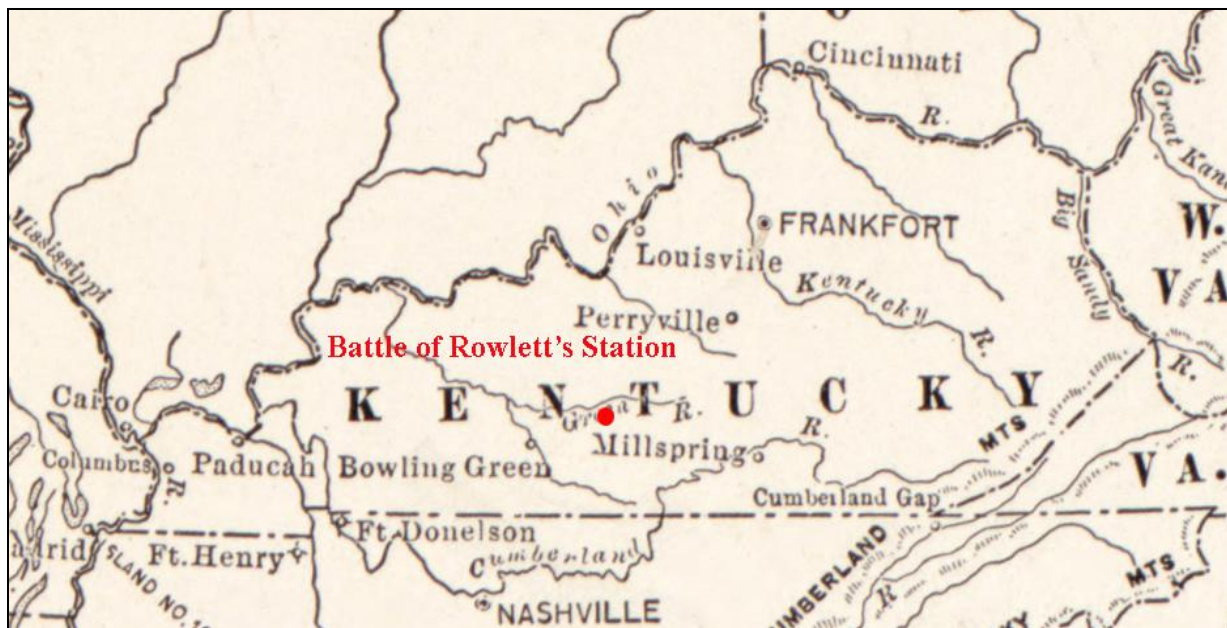 O
Cincinnati
R.
Great Kan
Ohio
FRANKFORT
Big
W.
Louisville
Sandy
Mississippi
Kentucky
VA
Perryville
R.
Battle of Rowlett's Station
R.
Cairo
KENTUCKY
Green R.
R.
MTS
Columbus
R.
Paducah
Bowling Green
Millspring
VA.
Cumberland Gap
Ft. Donelson
Ft. Henry
Cumberland
CUMBERLAND
MTS
R
NASHVILLE